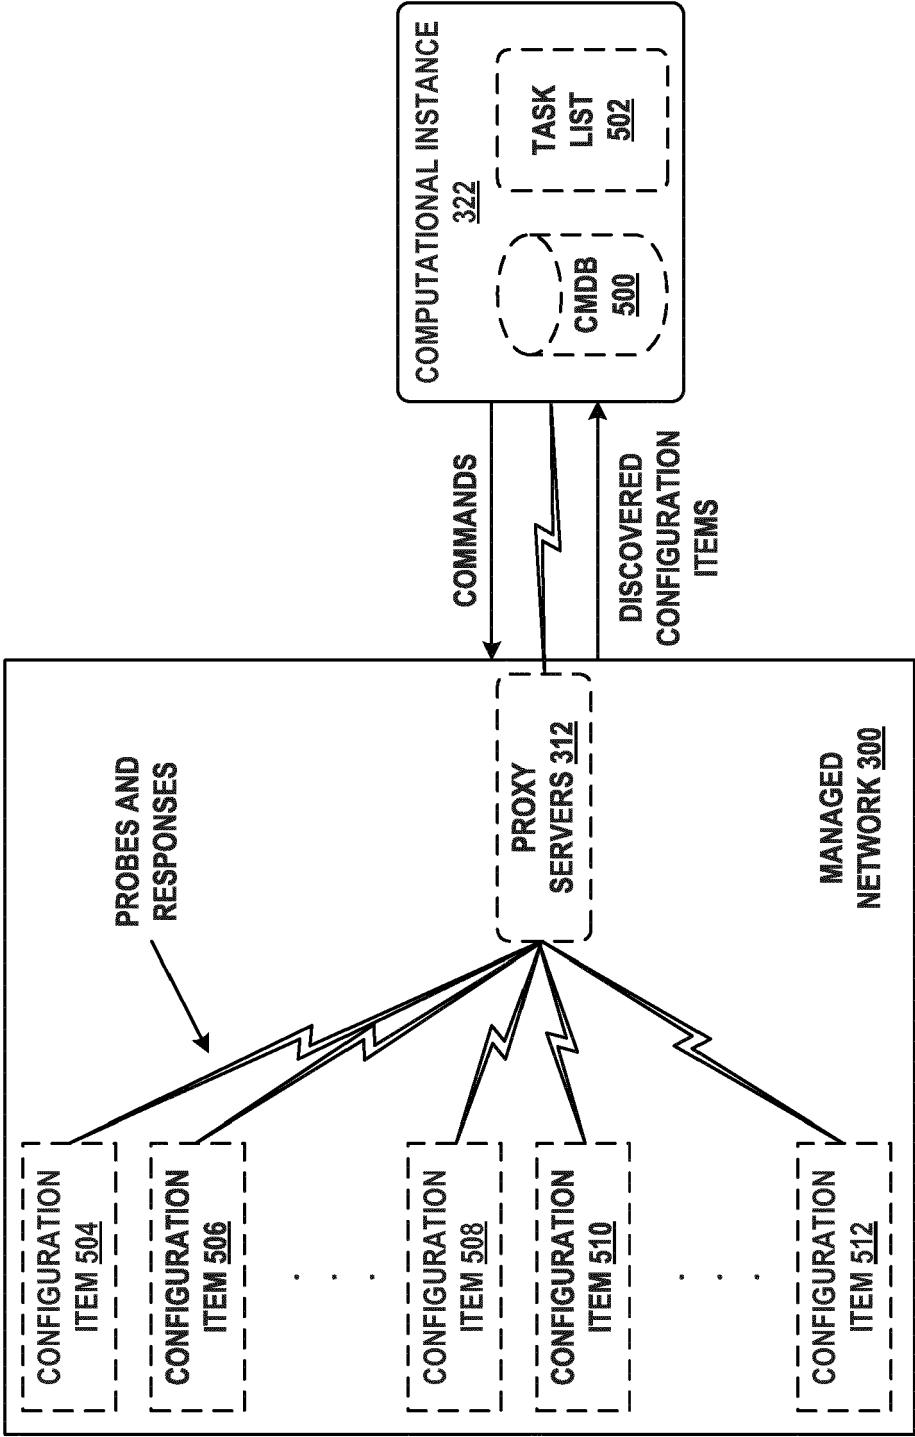 COMPUTATIONAL INSTANCE
322
CMDB
500
TASK
LIST
502
COMMANDS
DISCOVERED
CONFIGURATION
ITEMS
PROBES AND
RESPONSES
PROXY
SERVERS 312
MANAGED
NETWORK 300
CONFIGURATION
ITEM 504
CONFIGURATION
ITEM 506
. . .
CONFIGURATION
ITEM 508
CONFIGURATION
ITEM 510
. . .
CONFIGURATION
ITEM 512